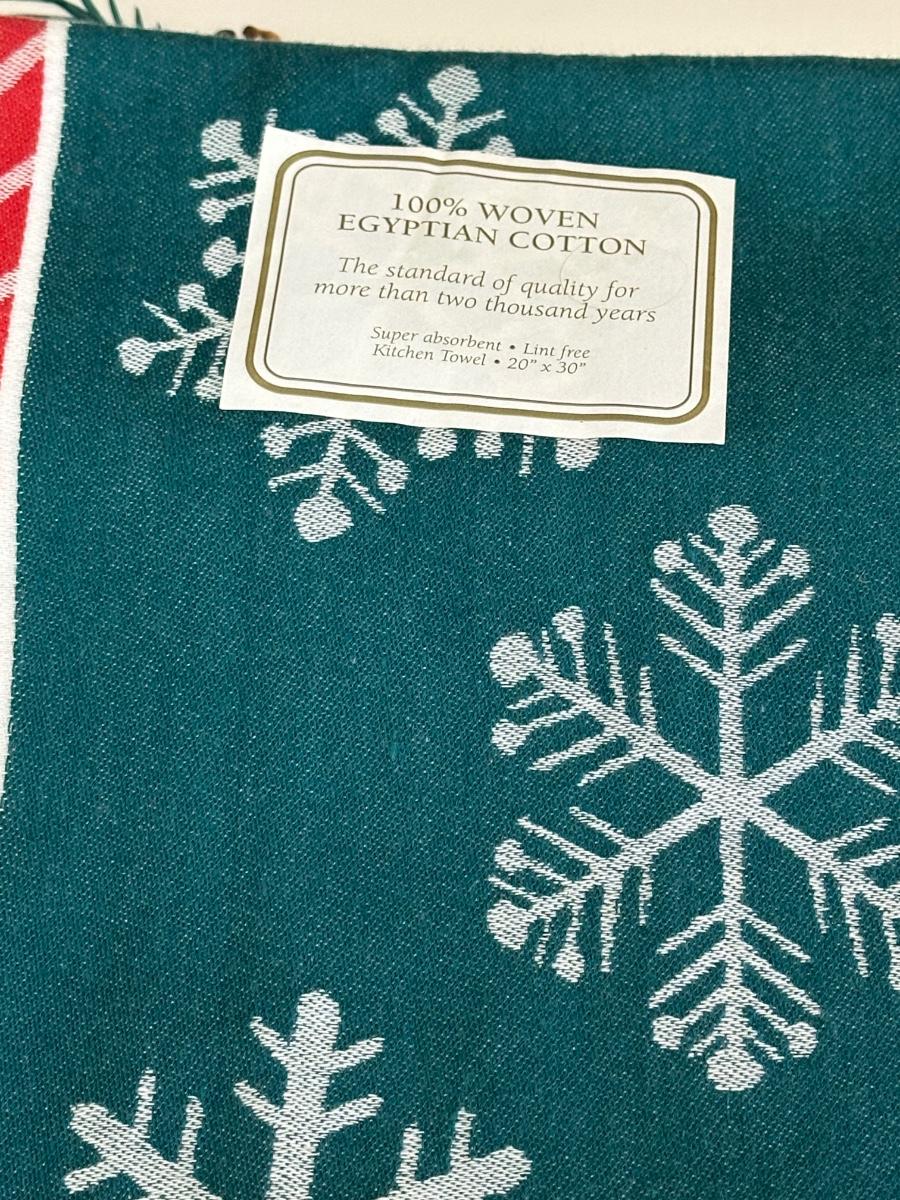 100% WOVEN
EGYPTIAN COTTON
The standard of quality for
more than two thousand years
Super absorbent • Lint free
Kitchen Towel • 20” x 30”